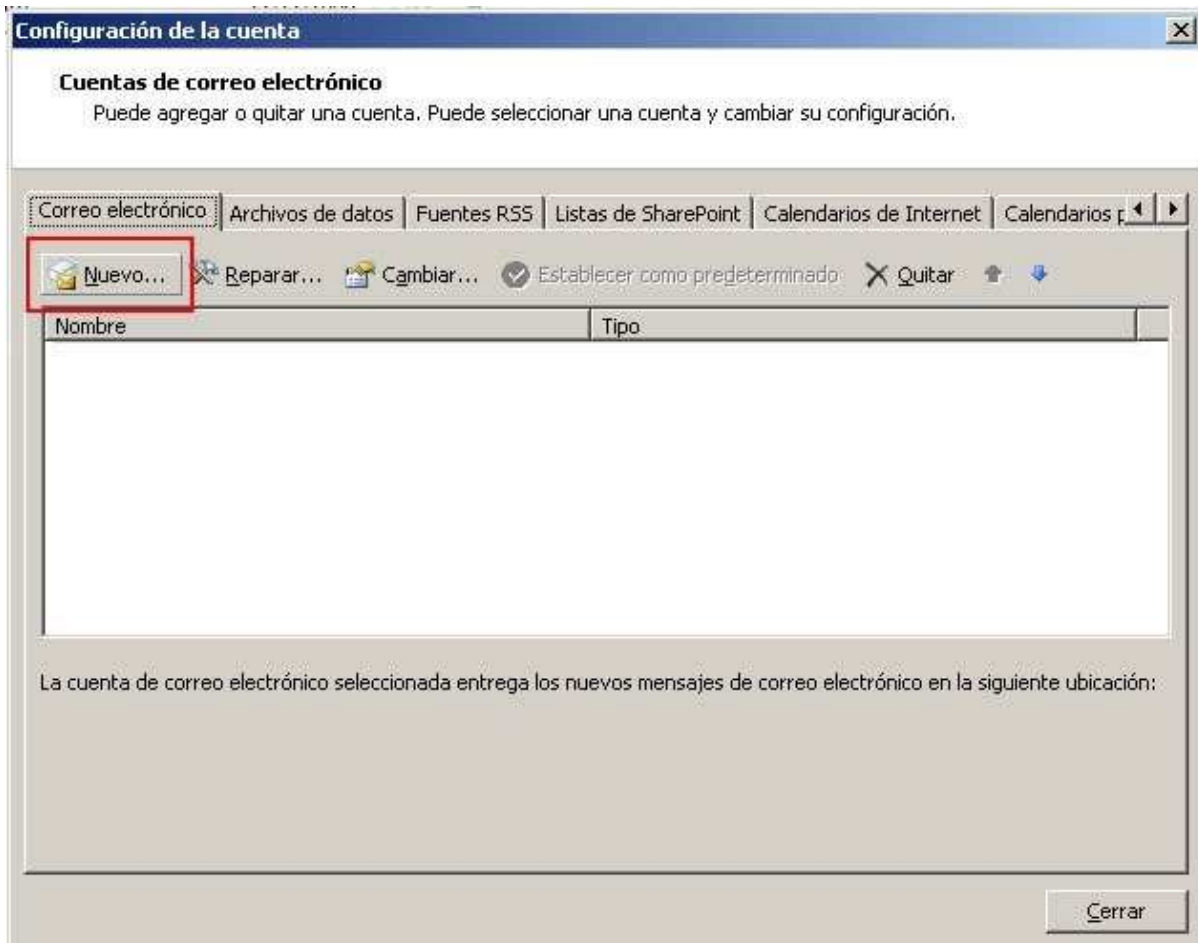 Configuración de la cuenta
Cuentas de correo electrónico
Puede agregar o quitar una cuenta. Puede seleccionar una cuenta y cambiar su configuración.
Correo electrónico Archivos de datos Fuentes RSS Listas de SharePoint Calendarios de Internet Calendarios
Nuevo... Reparar... Cambiar... Establecer como predeterminado Quitar
Nombre Tipo
La cuenta de correo electrónico seleccionada entrega los nuevos mensajes de correo electrónico en la siguiente ubicación:
Cerrar